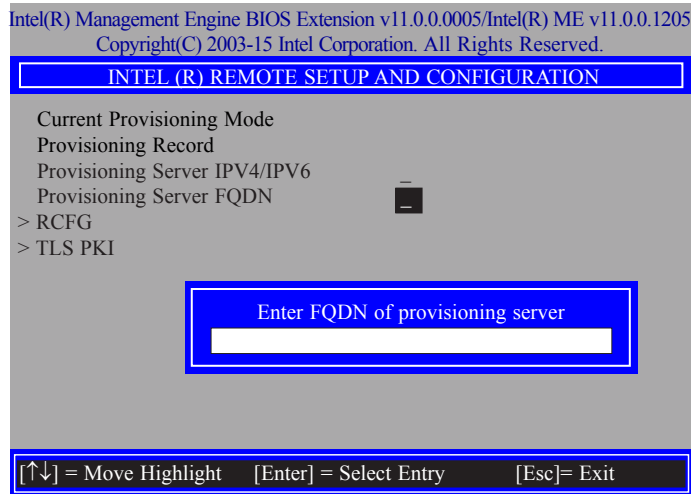 Intel(R) Management Engine BIOS Extension v11.0.0.0005/Intel(R) ME v11.0.0.1205
Copyright(C) 2003-15 Intel Corporation. All Rights Reserved.
INTEL (R) REMOTE SETUP AND CONFIGURATION
Current Provisioning Mode
Provisioning Record
Provisioning Server IPV4/IPV6 _
Provisioning Server FQDN _
> RCFG
> TLS PKI
Enter FQDN of provisioning server
[↑↓] = Move Highlight [Enter] = Select Entry [Esc]= Exit